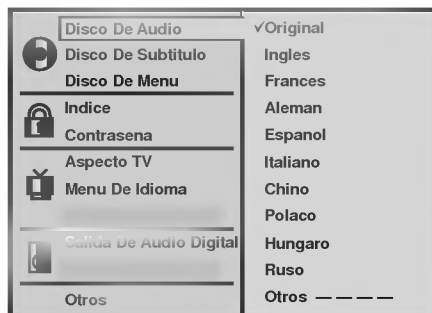 Disco De Audio
Disco De Subtitulo
Disco De Menu
Indice
Contrasena
Aspecto TV
Menu De Idioma
Salida De Audio Digital
Otros
✓Original
Ingles
Frances
Aleman
Espanol
Italiano
Chino
Polaco
Hungaro
Ruso
Otros — — — —